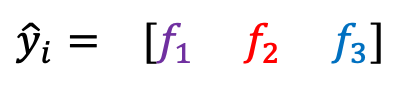 ŷᵢ = [f₁ f₂ f₃]